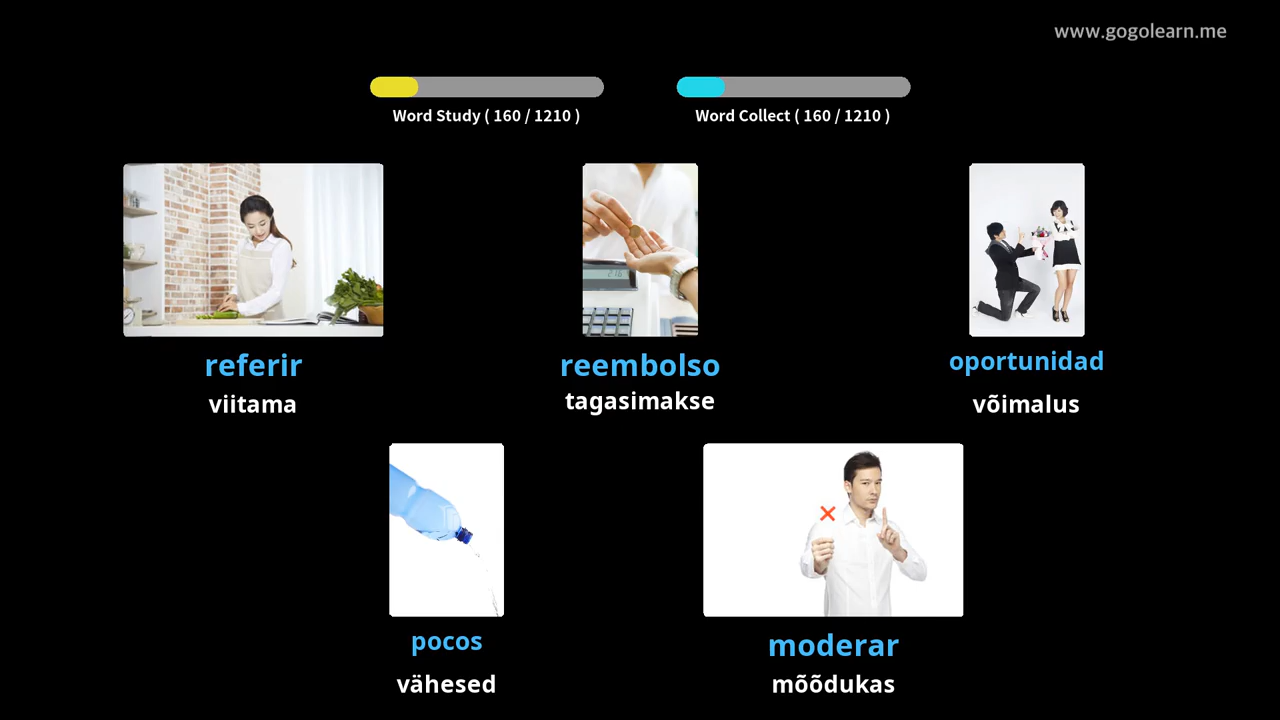 www.gogolearn.me
Word Study ( 160 / 1210 )
Word Collect ( 160 / 1210 )
referir
viitama
reembolso
tagasimakse
oportunidad
võimalus
pocos
vähesed
moderar
mõõdukas